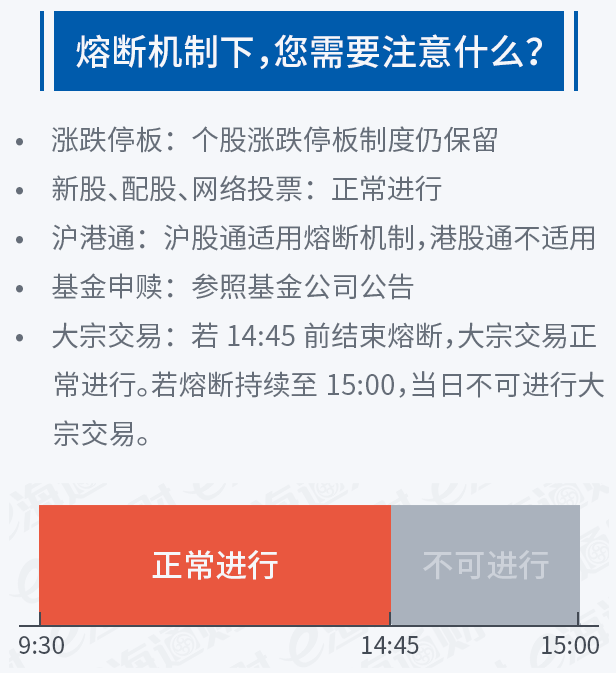 熔断机制下，您需要注意什么？
• 涨跌停板：个股涨跌停板制度仍保留
• 新股、配股、网络投票：正常进行
• 沪港通：沪股通适用熔断机制，港股通不适用
• 基金申赎：参照基金公司公告
• 大宗交易：若 14:45 前结束熔断，大宗交易正
常进行。若熔断持续至 15:00，当日不可进行大
宗交易。
正常进行 不可进行
9:30 14:45 15:00